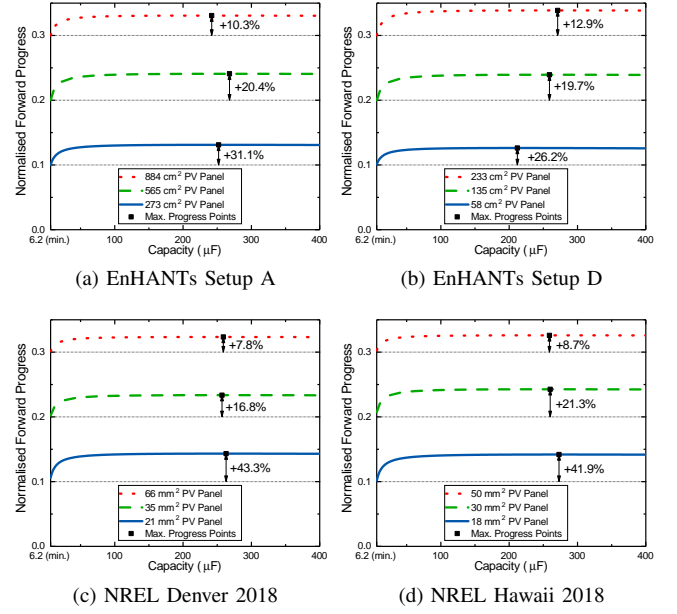 Normalised Forward Progress
0.3
0.2
0.1
0.0
+10.3%
+20.4%
+31.1%
884 cm² PV Panel
565 cm² PV Panel
273 cm² PV Panel
Max. Progress Points
6.2 (min.) 100 200 300 400
Capacity (μF)
(a) EnHANTs Setup A
Normalised Forward Progress
0.3
0.2
0.1
0.0
+12.9%
+19.7%
+26.2%
233 cm² PV Panel
135 cm² PV Panel
58 cm² PV Panel
Max. Progress Points
6.2 (min.) 100 200 300 400
Capacity (μF)
(b) EnHANTs Setup D
Normalised Forward Progress
0.3
0.2
0.1
0.0
+7.8%
+16.8%
+43.3%
66 mm² PV Panel
35 mm² PV Panel
21 mm² PV Panel
Max. Progress Points
6.2 (min.) 100 200 300 400
Capacity (μF)
(c) NREL Denver 2018
Normalised Forward Progress
0.3
0.2
0.1
0.0
+8.7%
+21.3%
+41.9%
50 mm² PV Panel
30 mm² PV Panel
18 mm² PV Panel
Max. Progress Points
6.2 (min.) 100 200 300 400
Capacity (μF)
(d) NREL Hawaii 2018